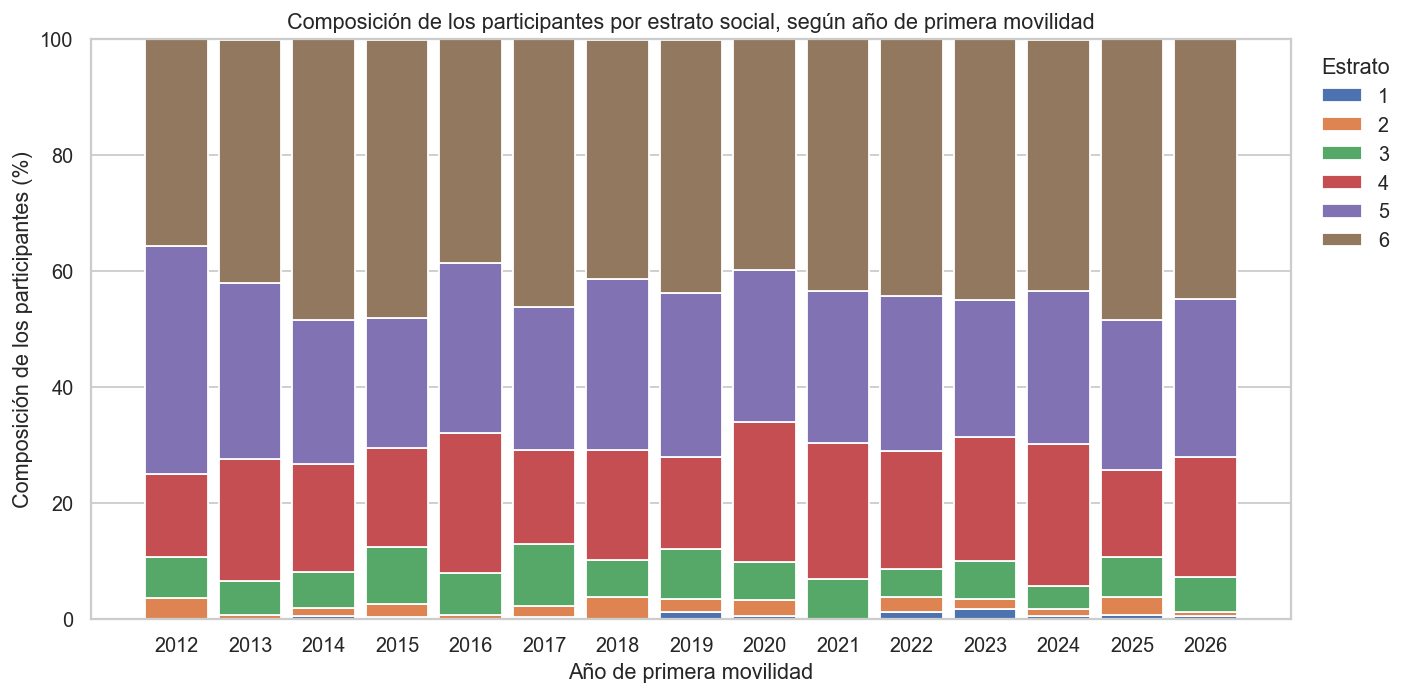 Composición de los participantes por estrato social, según año de primera movilidad
Composición de los participantes (%)
100
80
60
40
20
0
2012 2013 2014 2015 2016 2017 2018 2019 2020 2021 2022 2023 2024 2025 2026
Año de primera movilidad
Estrato
1
2
3
4
5
6